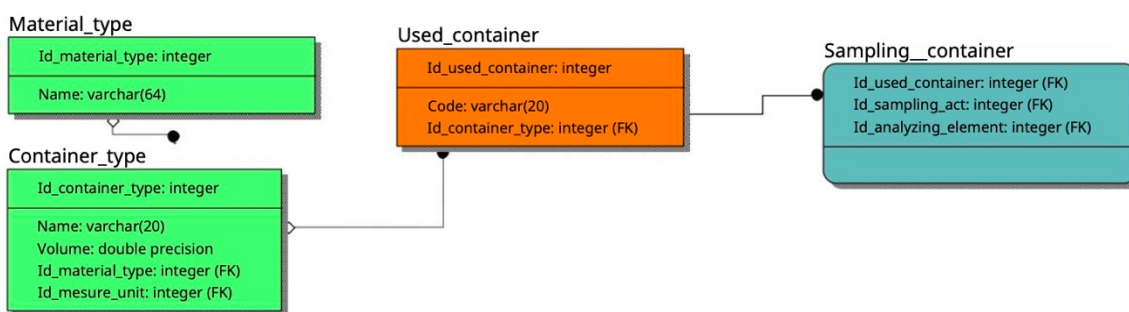 Material_type
Id_material_type: integer
Name: varchar(64)
Container_type
Id_container_type: integer
Name: varchar(20)
Volume: double precision
Id_material_type: integer (FK)
Id_mesure_unit: integer (FK)
Used_container
Id_used_container: integer
Code: varchar(20)
Id_container_type: integer (FK)
Sampling__container
Id_used_container: integer (FK)
Id_sampling_act: integer (FK)
Id_analyzing_element: integer (FK)